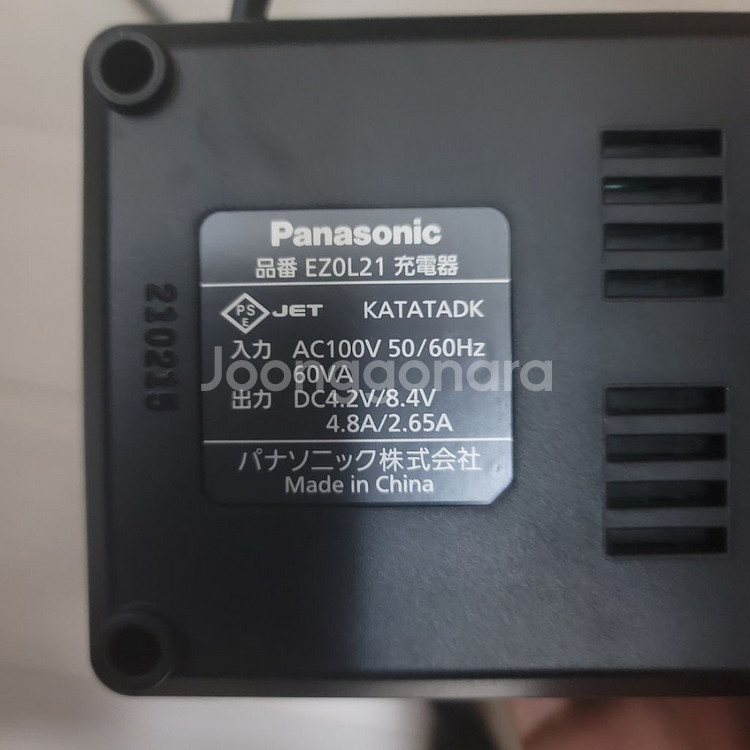 Panasonic
品番 EZ0L21 充電器
PS
E
JET KATATADK
入力 AC100V 50/60Hz
60VA
出力 DC4.2V/8.4V
4.8A/2.65A
パナソニック株式会社
Made in China
210215
Joonggonara